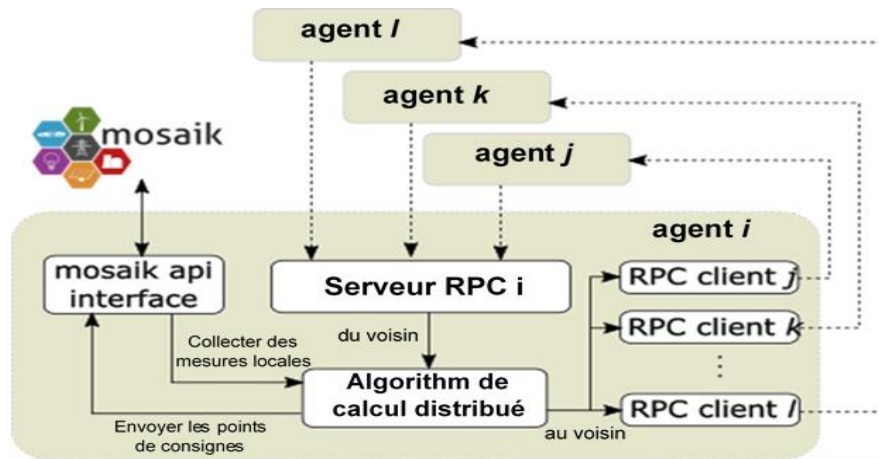 agent l
agent k
mosaik
agent j
agent i
mosaik api
interface
Serveur RPC i
RPC client j
RPC client k
⋮
RPC client l
Collecter des
mesures locales
du voisin
Algorithm de
calcul distribué
au voisin
Envoyer les points
de consignes